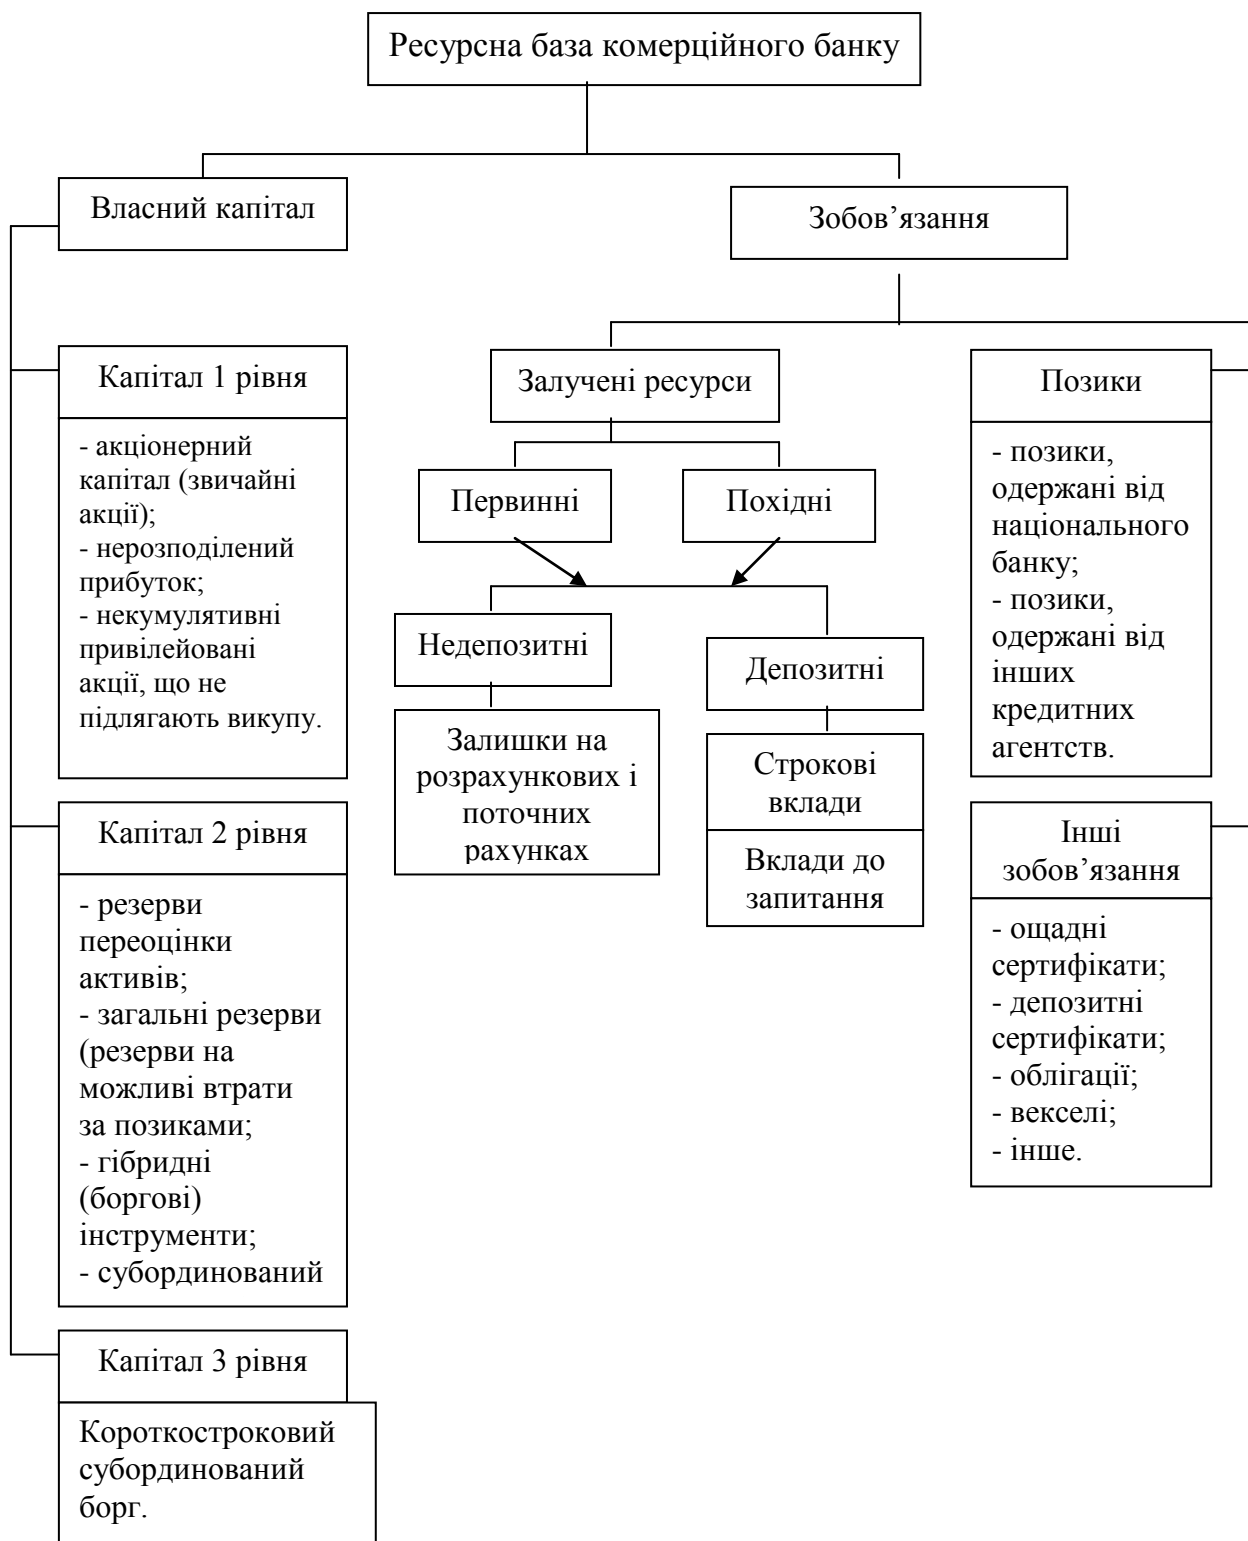 Ресурсна база комерційного банку
Власний капітал
Зобов’язання
Капітал 1 рівня
- акціонерний
капітал (звичайні
акції);
- нерозподілений
прибуток;
- некумулятивні
привілейовані
акції, що не
підлягають викупу.
Капітал 2 рівня
- резерви
переоцінки
активів;
- загальні резерви
(резерви на
можливі втрати
за позиками;
- гібридні
(боргові)
інструменти;
- субординований
Капітал 3 рівня
Короткостроковий
субординований
борг.
Залучені ресурси
Первинні
Похідні
Недепозитні
Залишки на
розрахункових і
поточних
рахунках
Депозитні
Строкові
вклади
Вклади до
запитання
Позики
- позики,
одержані від
національного
банку;
- позики,
одержані від
інших
кредитних
агентств.
Інші
зобов’язання
- ощадні
сертифікати;
- депозитні
сертифікати;
- облігації;
- векселі;
- інше.